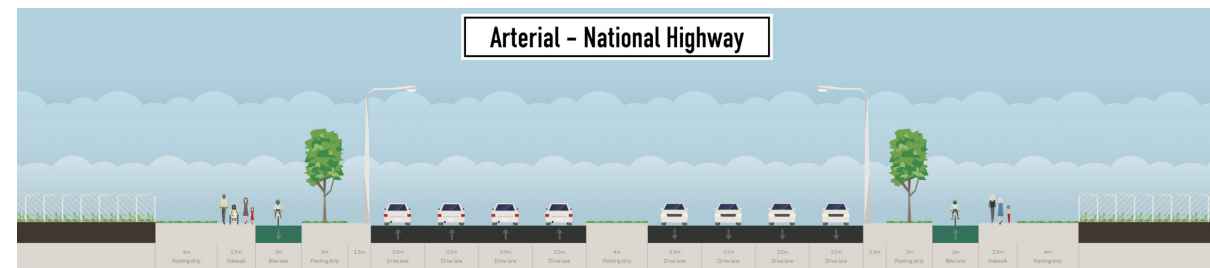 Arterial – National Highway
4m
Planting strip
2.5m
Sidewalk
3m
Bike lane
3m
Planting strip
1.5m
3.5m
Drive lane
3.5m
Drive lane
3.5m
Drive lane
3.5m
Drive lane
4m
Planting strip
3.5m
Drive lane
3.5m
Drive lane
3.5m
Drive lane
3.5m
Drive lane
1.5m
3m
Planting strip
3m
Bike lane
2.5m
Sidewalk
4m
Planting strip